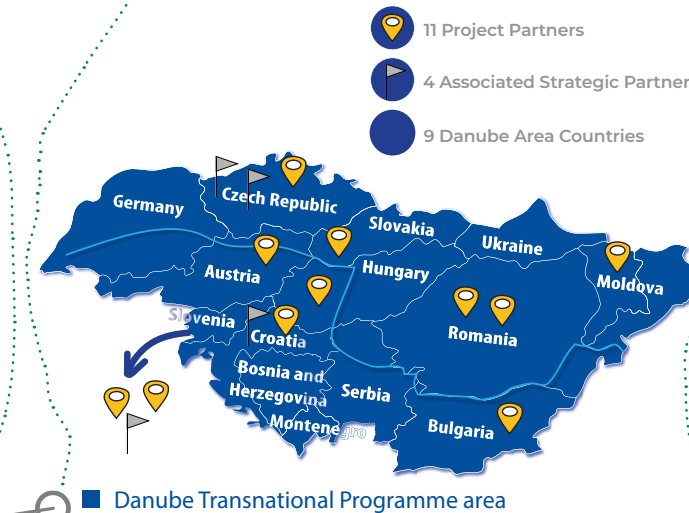 11 Project Partners
4 Associated Strategic Partner
9 Danube Area Countries
Germany
Czech Republic
Slovakia
Ukraine
Austria
Hungary
Moldova
Slovenia
Croatia
Romania
Bosnia and
Herzegovina
Serbia
Montenegro
Bulgaria
Danube Transnational Programme area